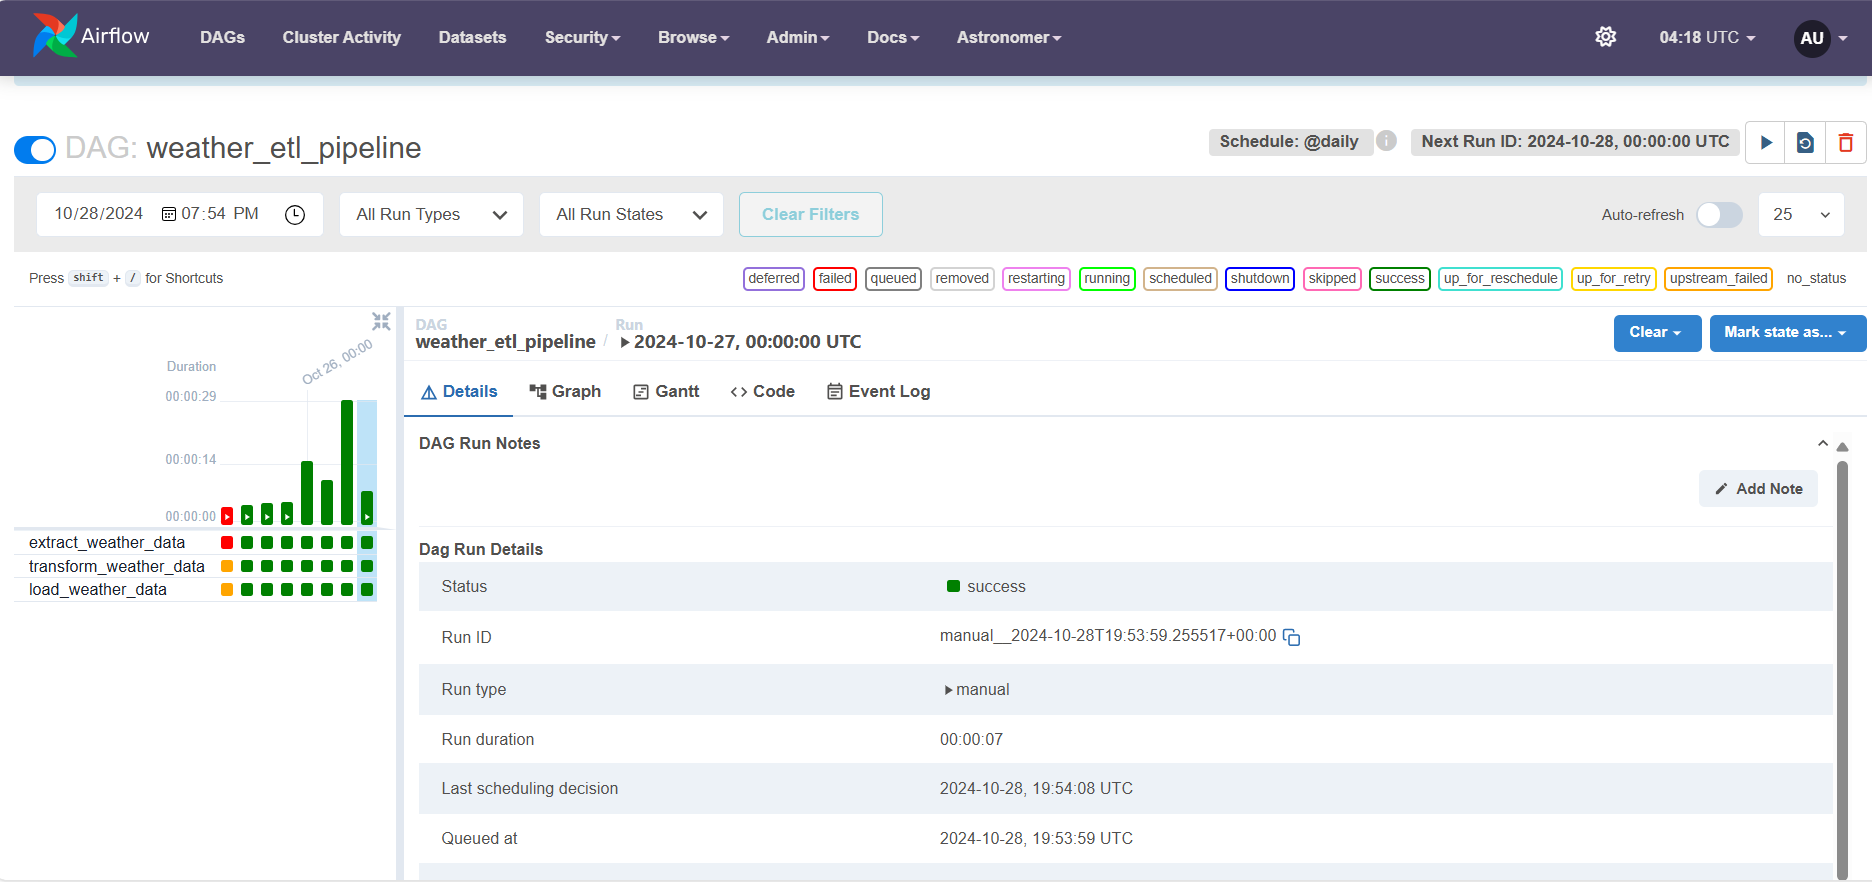 Airflow
DAGs
Cluster Activity
Datasets
Security
Browse
Admin
Docs
Astronomer
04:18 UTC
AU
DAG: weather_etl_pipeline
Schedule: @daily
Next Run ID: 2024-10-28, 00:00:00 UTC
10/28/2024 07:54 PM
All Run Types
All Run States
Clear Filters
Auto-refresh
25
Press shift + / for Shortcuts
deferred
failed
queued
removed
restarting
running
scheduled
shutdown
skipped
success
up_for_reschedule
up_for_retry
upstream_failed
no_status
Duration
Oct 26, 00:00
00:00:29
00:00:14
00:00:00
extract_weather_data
transform_weather_data
load_weather_data
DAG
weather_etl_pipeline
/
Run
2024-10-27, 00:00:00 UTC
Clear
Mark state as...
Details
Graph
Gantt
Code
Event Log
DAG Run Notes
Add Note
Dag Run Details
Status
success
Run ID
manual__2024-10-28T19:53:59.255517+00:00
Run type
manual
Run duration
00:00:07
Last scheduling decision
2024-10-28, 19:54:08 UTC
Queued at
2024-10-28, 19:53:59 UTC